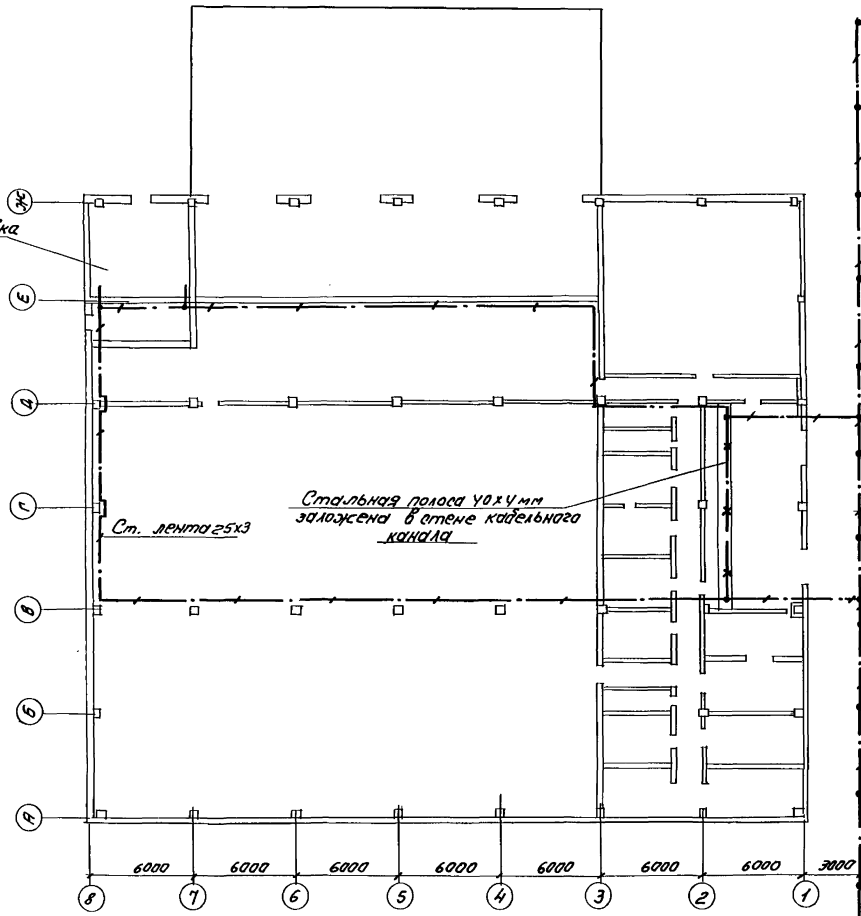 Ж
ка
Е
Д
Г
Ст. лента 25х3
Стальная полоса 40х4 мм
заложена в стене кабельного
канала
В
Б
А
6000 6000 6000 6000 6000 6000 6000 3000
8 7 6 5 4 3 2 1